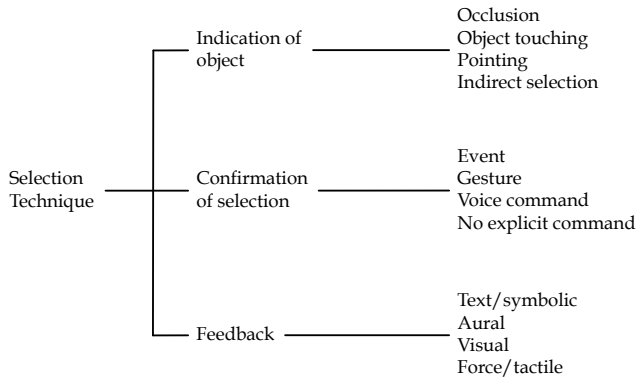 Selection
Technique
Indication of
object
Occlusion
Object touching
Pointing
Indirect selection
Confirmation
of selection
Event
Gesture
Voice command
No explicit command
Feedback
Text/symbolic
Aural
Visual
Force/tactile